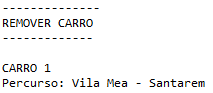 --------------
REMOVER CARRO
-------------
CARRO 1
Percurso: Vila Mea - Santarem